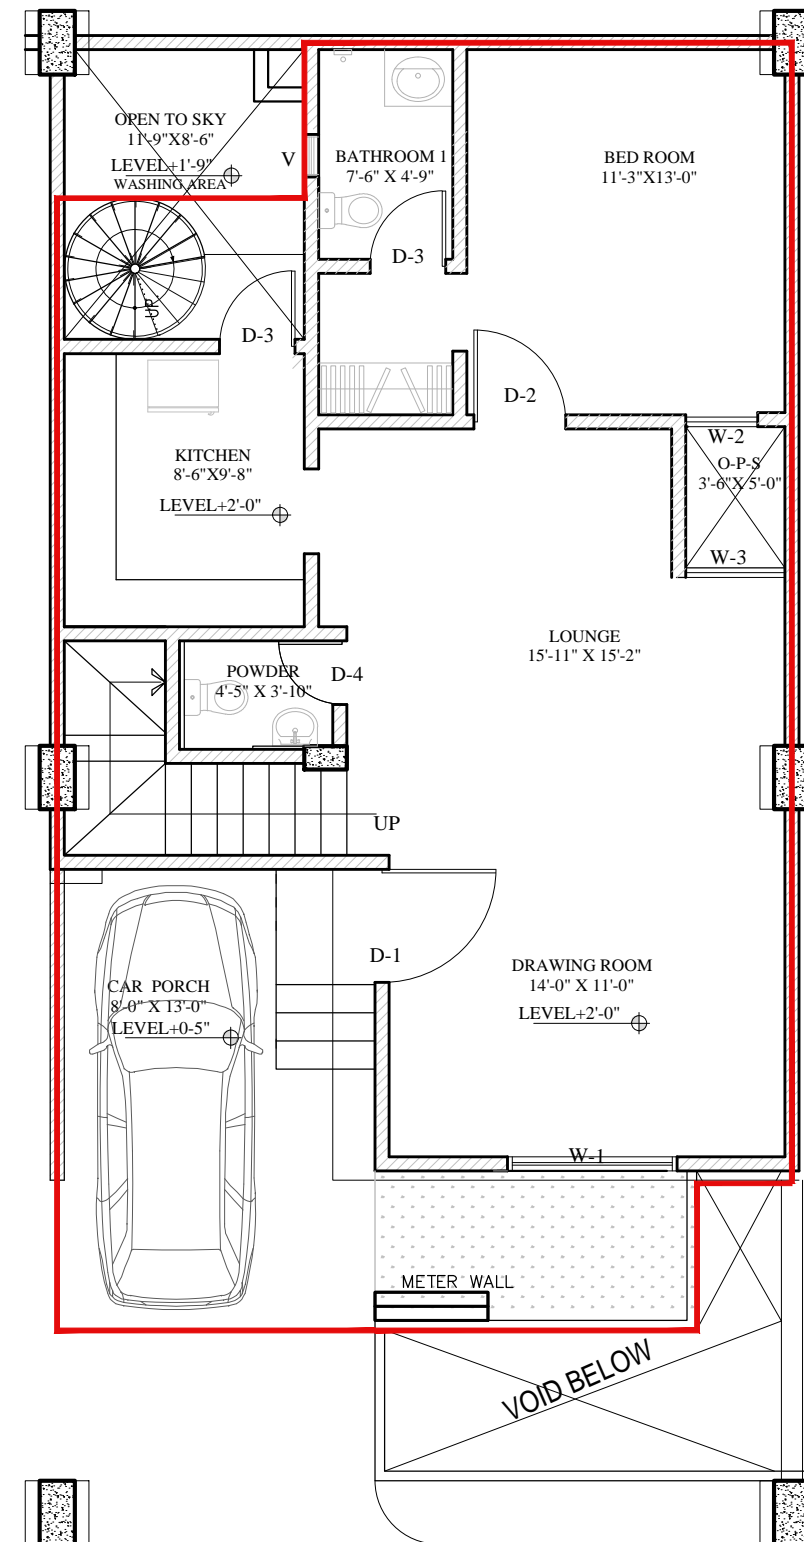 OPEN TO SKY
11'-9"X8'-6"
LEVEL+1'-9"
WASHING AREA
V
BATHROOM 1
7'-6" X 4'-9"
BED ROOM
11'-3"X13'-0"
D-3
UP
D-3
D-2
KITCHEN
8'-6"X9'-8"
LEVEL+2'-0"
W-2
O-P-S
3'-6"X 5'-0"
W-3
LOUNGE
15'-11" X 15'-2"
POWDER
4'-5" X 3'-10"
D-4
UP
D-1
DRAWING ROOM
14'-0" X 11'-0"
LEVEL+2'-0"
CAR PORCH
8'-0" X 13'-0"
LEVEL+0-5"
W-1
METER WALL
VOID BELOW